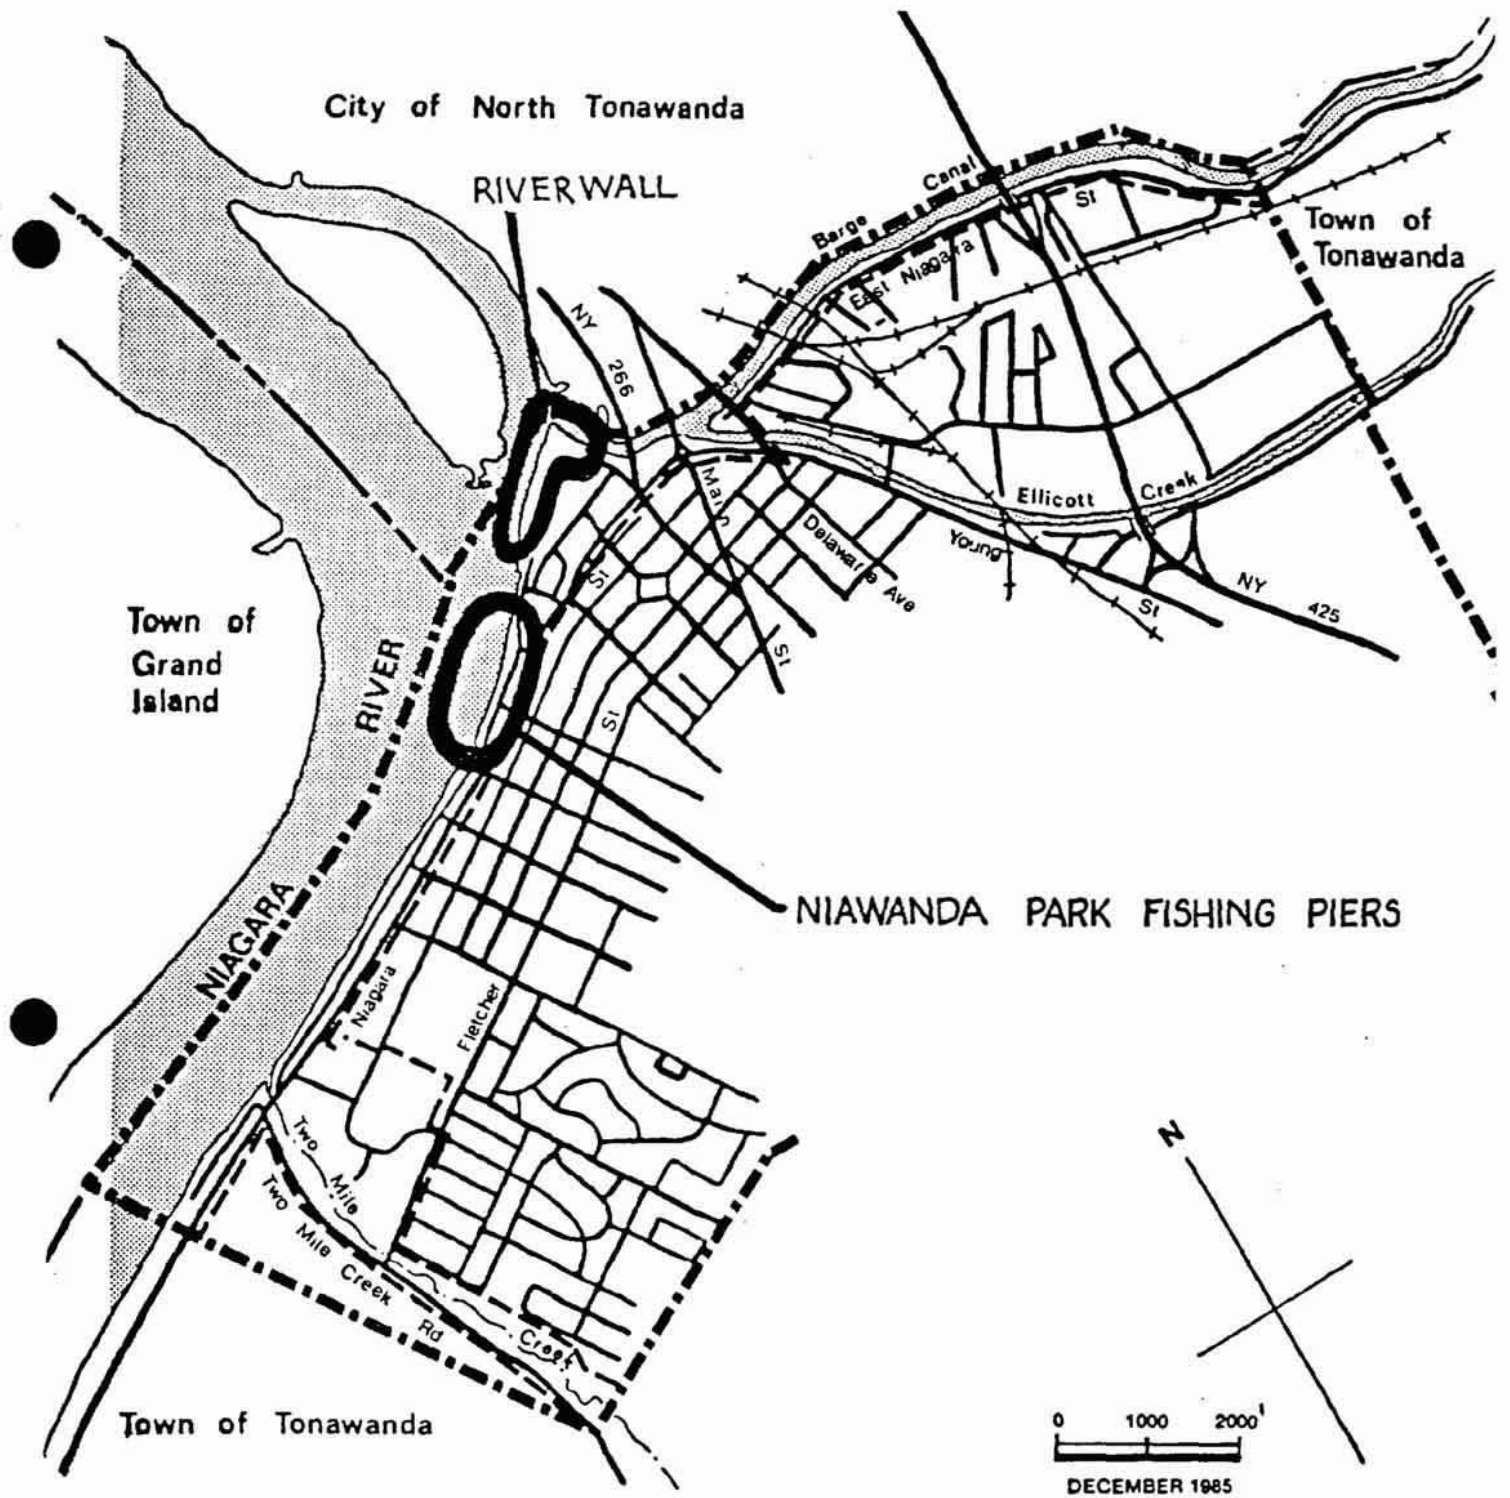 City of North Tonawanda
RIVERWALL
Barge Canal
St
East Niagara
Town of
Tonawanda
NY
266
Main
St
Delaware Ave
Ellicott Creek
Young
St
NY
425
St
St
Town of
Grand
Island
NIAGARA RIVER
NIAWANDA PARK FISHING PIERS
Niagara
Fletcher
Two Mile
Creek
Two Mile Creek Rd
Town of Tonawanda
N
0 1000 2000'
DECEMBER 1985